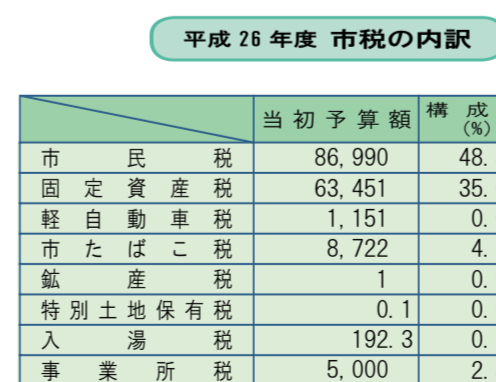 平成 26 年度 市税の内訳
当初予算額 構成(%)
市民税 86,990 48.
固定資産税 63,451 35.
軽自動車税 1,151 0.
市たばこ税 8,722 4.
鉱産税 1 0.
特別土地保有税 0.1 0.
入湯税 192.3 0.
事業所税 5,000 2.